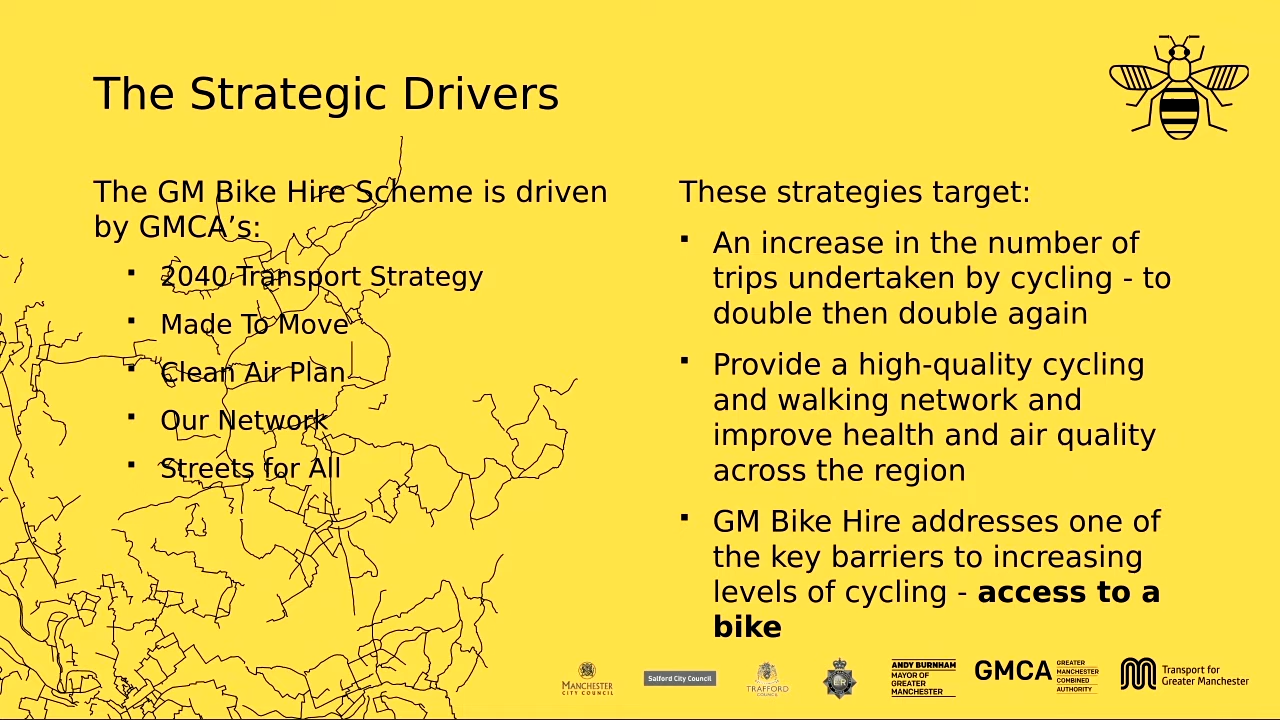 The Strategic Drivers
The GM Bike Hire Scheme is driven
by GMCA’s:
▪ 2040 Transport Strategy
▪ Made To Move
▪ Clean Air Plan
▪ Our Network
▪ Streets for All
These strategies target:
▪ An increase in the number of
trips undertaken by cycling - to
double then double again
▪ Provide a high-quality cycling
and walking network and
improve health and air quality
across the region
▪ GM Bike Hire addresses one of
the key barriers to increasing
levels of cycling - access to a
bike
MANCHESTER
CITY COUNCIL
Salford City Council
TRAFFORD
COUNCIL
ANDY BURNHAM
MAYOR OF
GREATER
MANCHESTER
GMCA
GREATER
MANCHESTER
COMBINED
AUTHORITY
Transport for
Greater Manchester